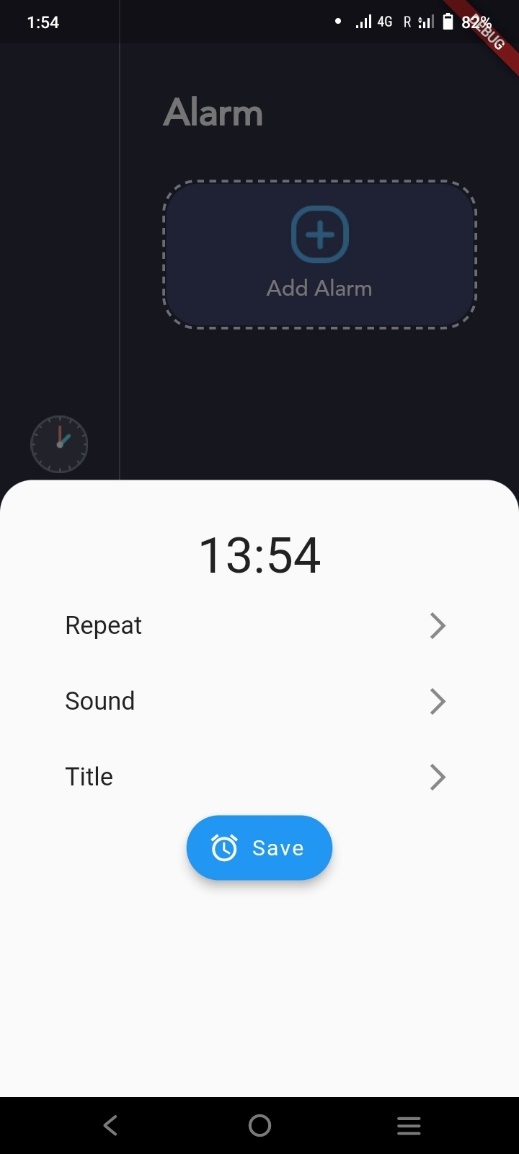 1:54
4G R 82%
DEBUG
Alarm
Add Alarm
13:54
Repeat
Sound
Title
Save